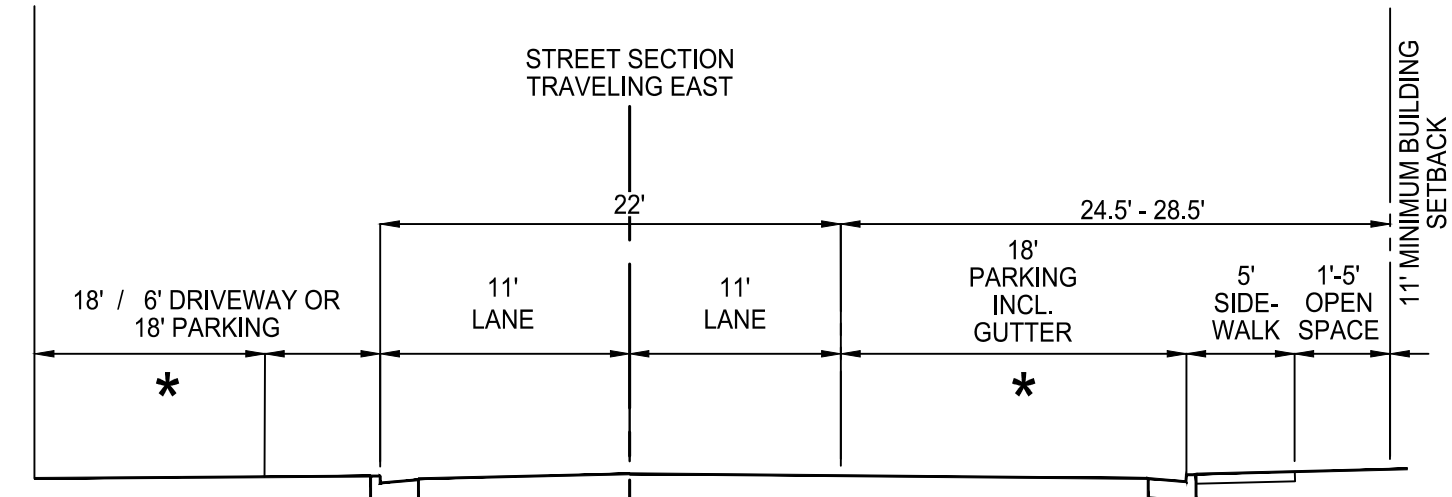 STREET SECTION
TRAVELING EAST
11' MINIMUM BUILDING
SETBACK
22'
24.5' - 28.5'
18' / 6' DRIVEWAY OR
18' PARKING
11'
LANE
11'
LANE
18'
PARKING
INCL.
GUTTER
5'
SIDE-
WALK
1'-5'
OPEN
SPACE
*
*